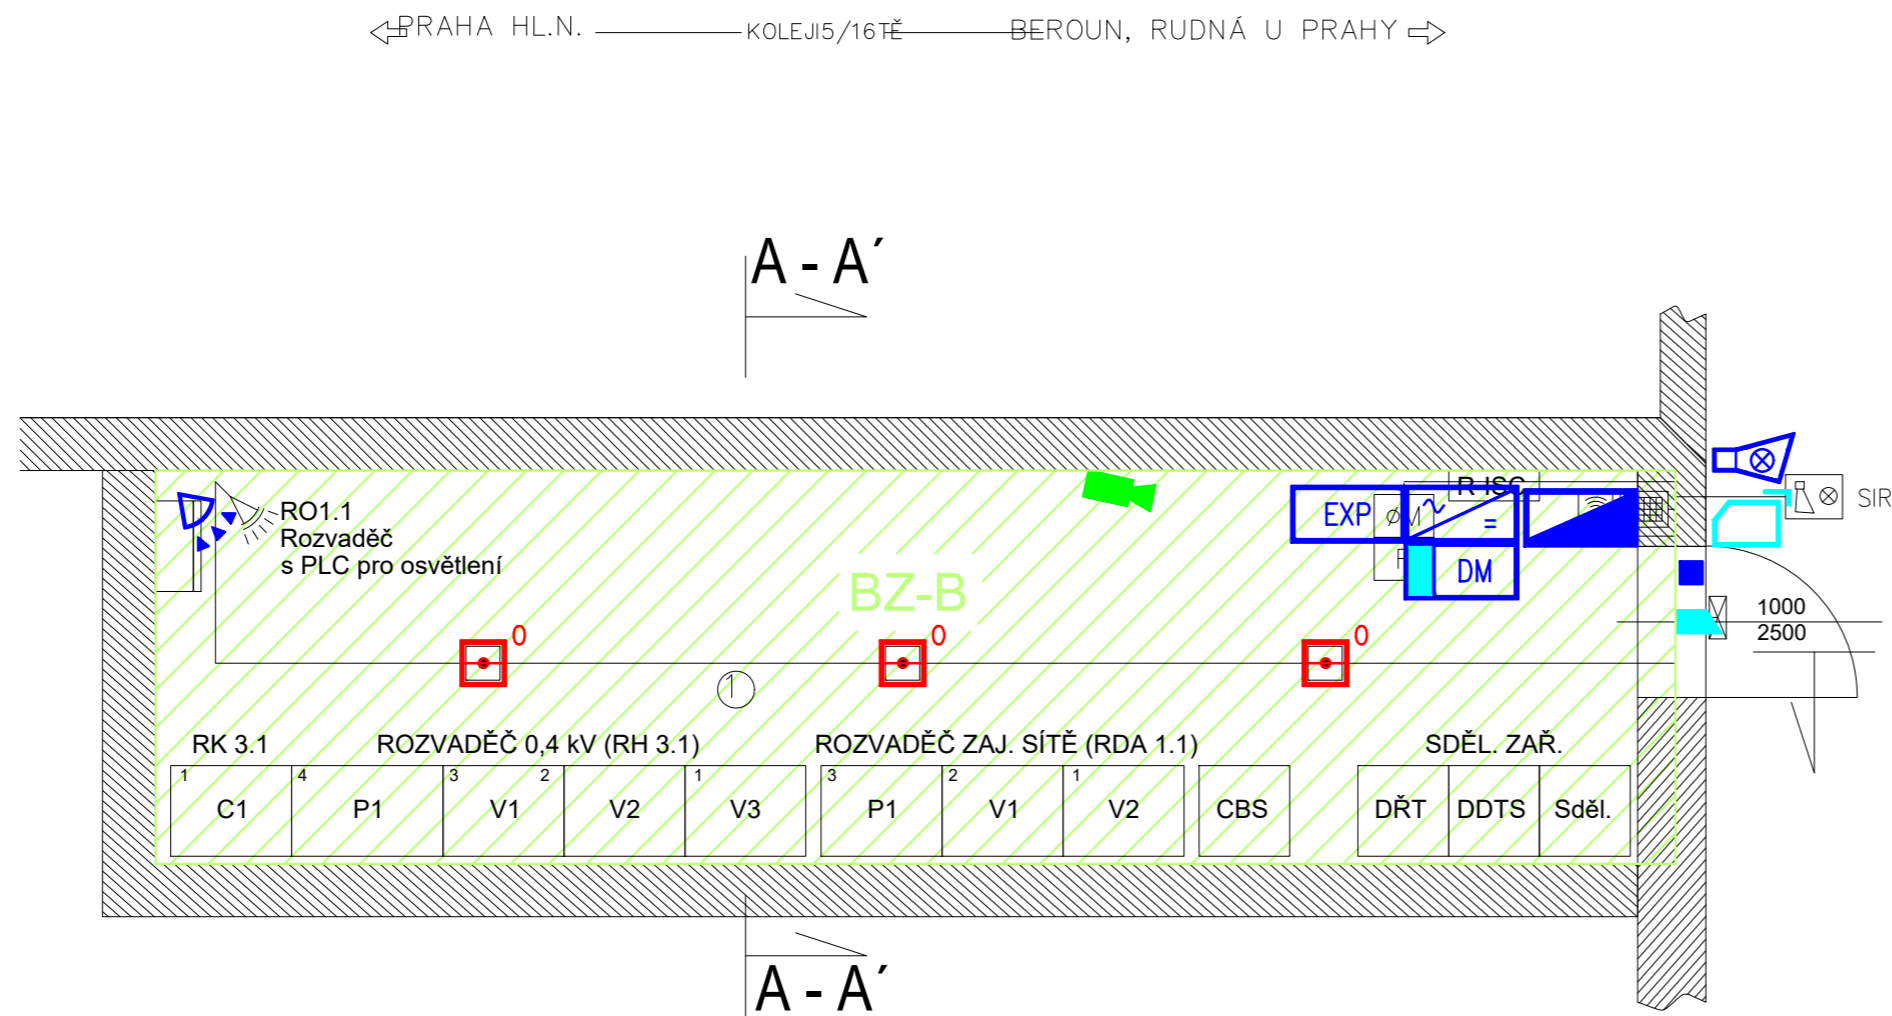 PRAHA HL.N. KOLEJI5/16TĚ BEROUN, RUDNÁ U PRAHY
A - A´
R-ISC
SIR
EXP ØM ~ =
RO1.1
Rozvaděč
s PLC pro osvětlení
DM
BZ-B
1000
2500
0 0 0
1
RK 3.1 ROZVADĚČ 0,4 kV (RH 3.1) ROZVADĚČ ZAJ. SÍTĚ (RDA 1.1) SDĚL. ZAŘ.
1 4 3 2 1 3 2 1
C1 P1 V1 V2 V3 P1 V1 V2 CBS DŘT DDTS Sděl.
A - A´